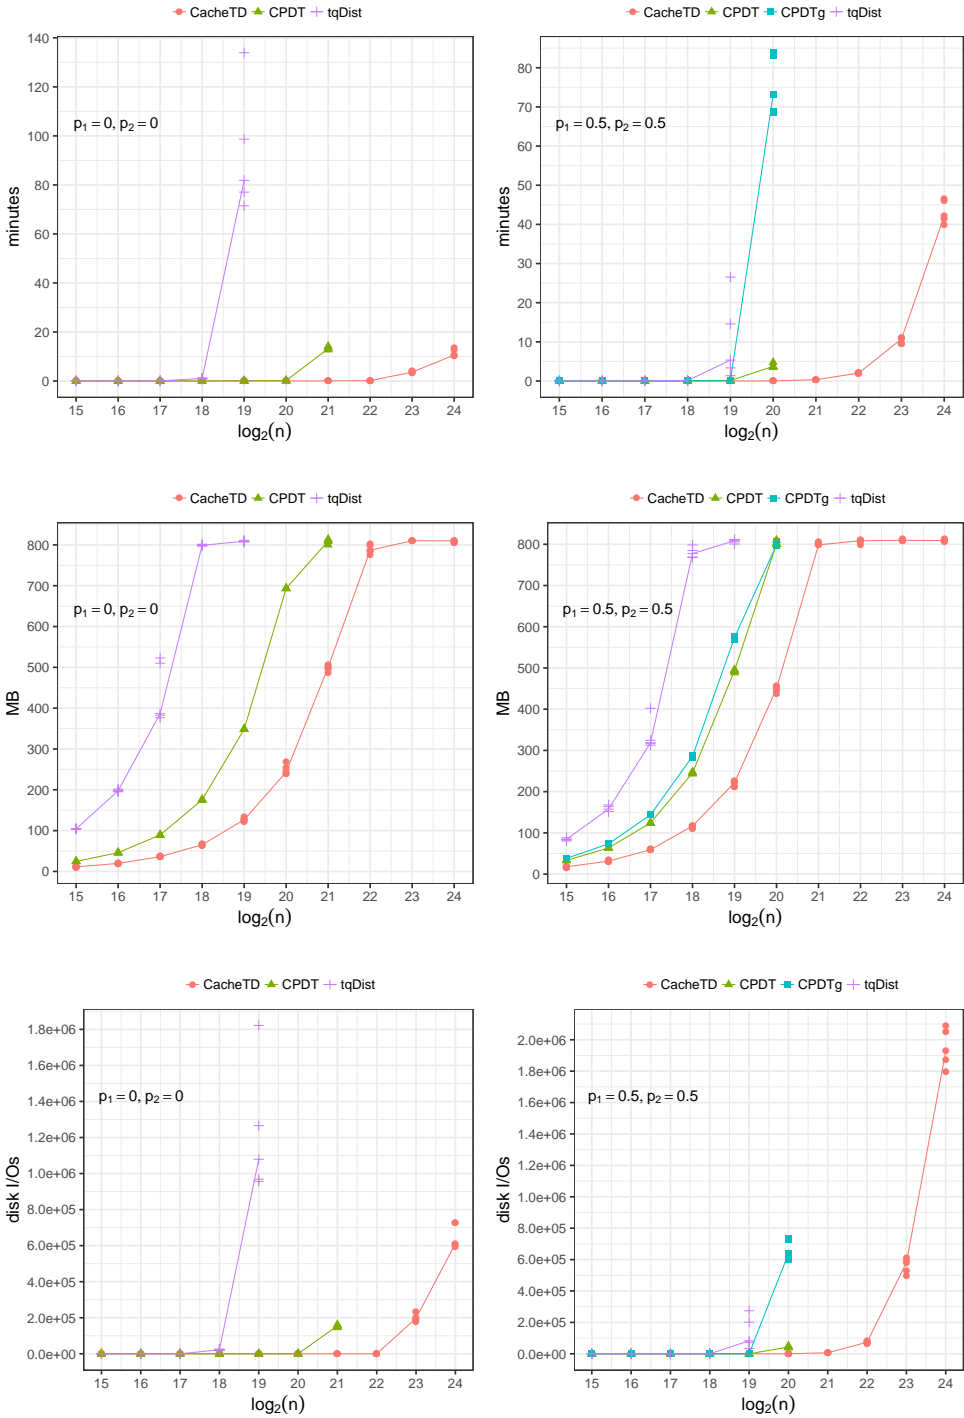 CacheTD CPDT tqDist
140
120
100
80
60
40
20
0
minutes
p₁ = 0, p₂ = 0
15 16 17 18 19 20 21 22 23 24
log₂(n)
CacheTD CPDT CPDTg tqDist
80
70
60
50
40
30
20
10
0
minutes
p₁ = 0.5, p₂ = 0.5
15 16 17 18 19 20 21 22 23 24
log₂(n)
CacheTD CPDT tqDist
800
700
600
500
400
300
200
100
0
MB
p₁ = 0, p₂ = 0
15 16 17 18 19 20 21 22 23 24
log₂(n)
CacheTD CPDT CPDTg tqDist
800
700
600
500
400
300
200
100
0
MB
p₁ = 0.5, p₂ = 0.5
15 16 17 18 19 20 21 22 23 24
log₂(n)
CacheTD CPDT tqDist
1.8e+06
1.6e+06
1.4e+06
1.2e+06
1.0e+06
8.0e+05
6.0e+05
4.0e+05
2.0e+05
0.0e+00
disk I/Os
p₁ = 0, p₂ = 0
15 16 17 18 19 20 21 22 23 24
log₂(n)
CacheTD CPDT CPDTg tqDist
2.0e+06
1.8e+06
1.6e+06
1.4e+06
1.2e+06
1.0e+06
8.0e+05
6.0e+05
4.0e+05
2.0e+05
0.0e+00
disk I/Os
p₁ = 0.5, p₂ = 0.5
15 16 17 18 19 20 21 22 23 24
log₂(n)